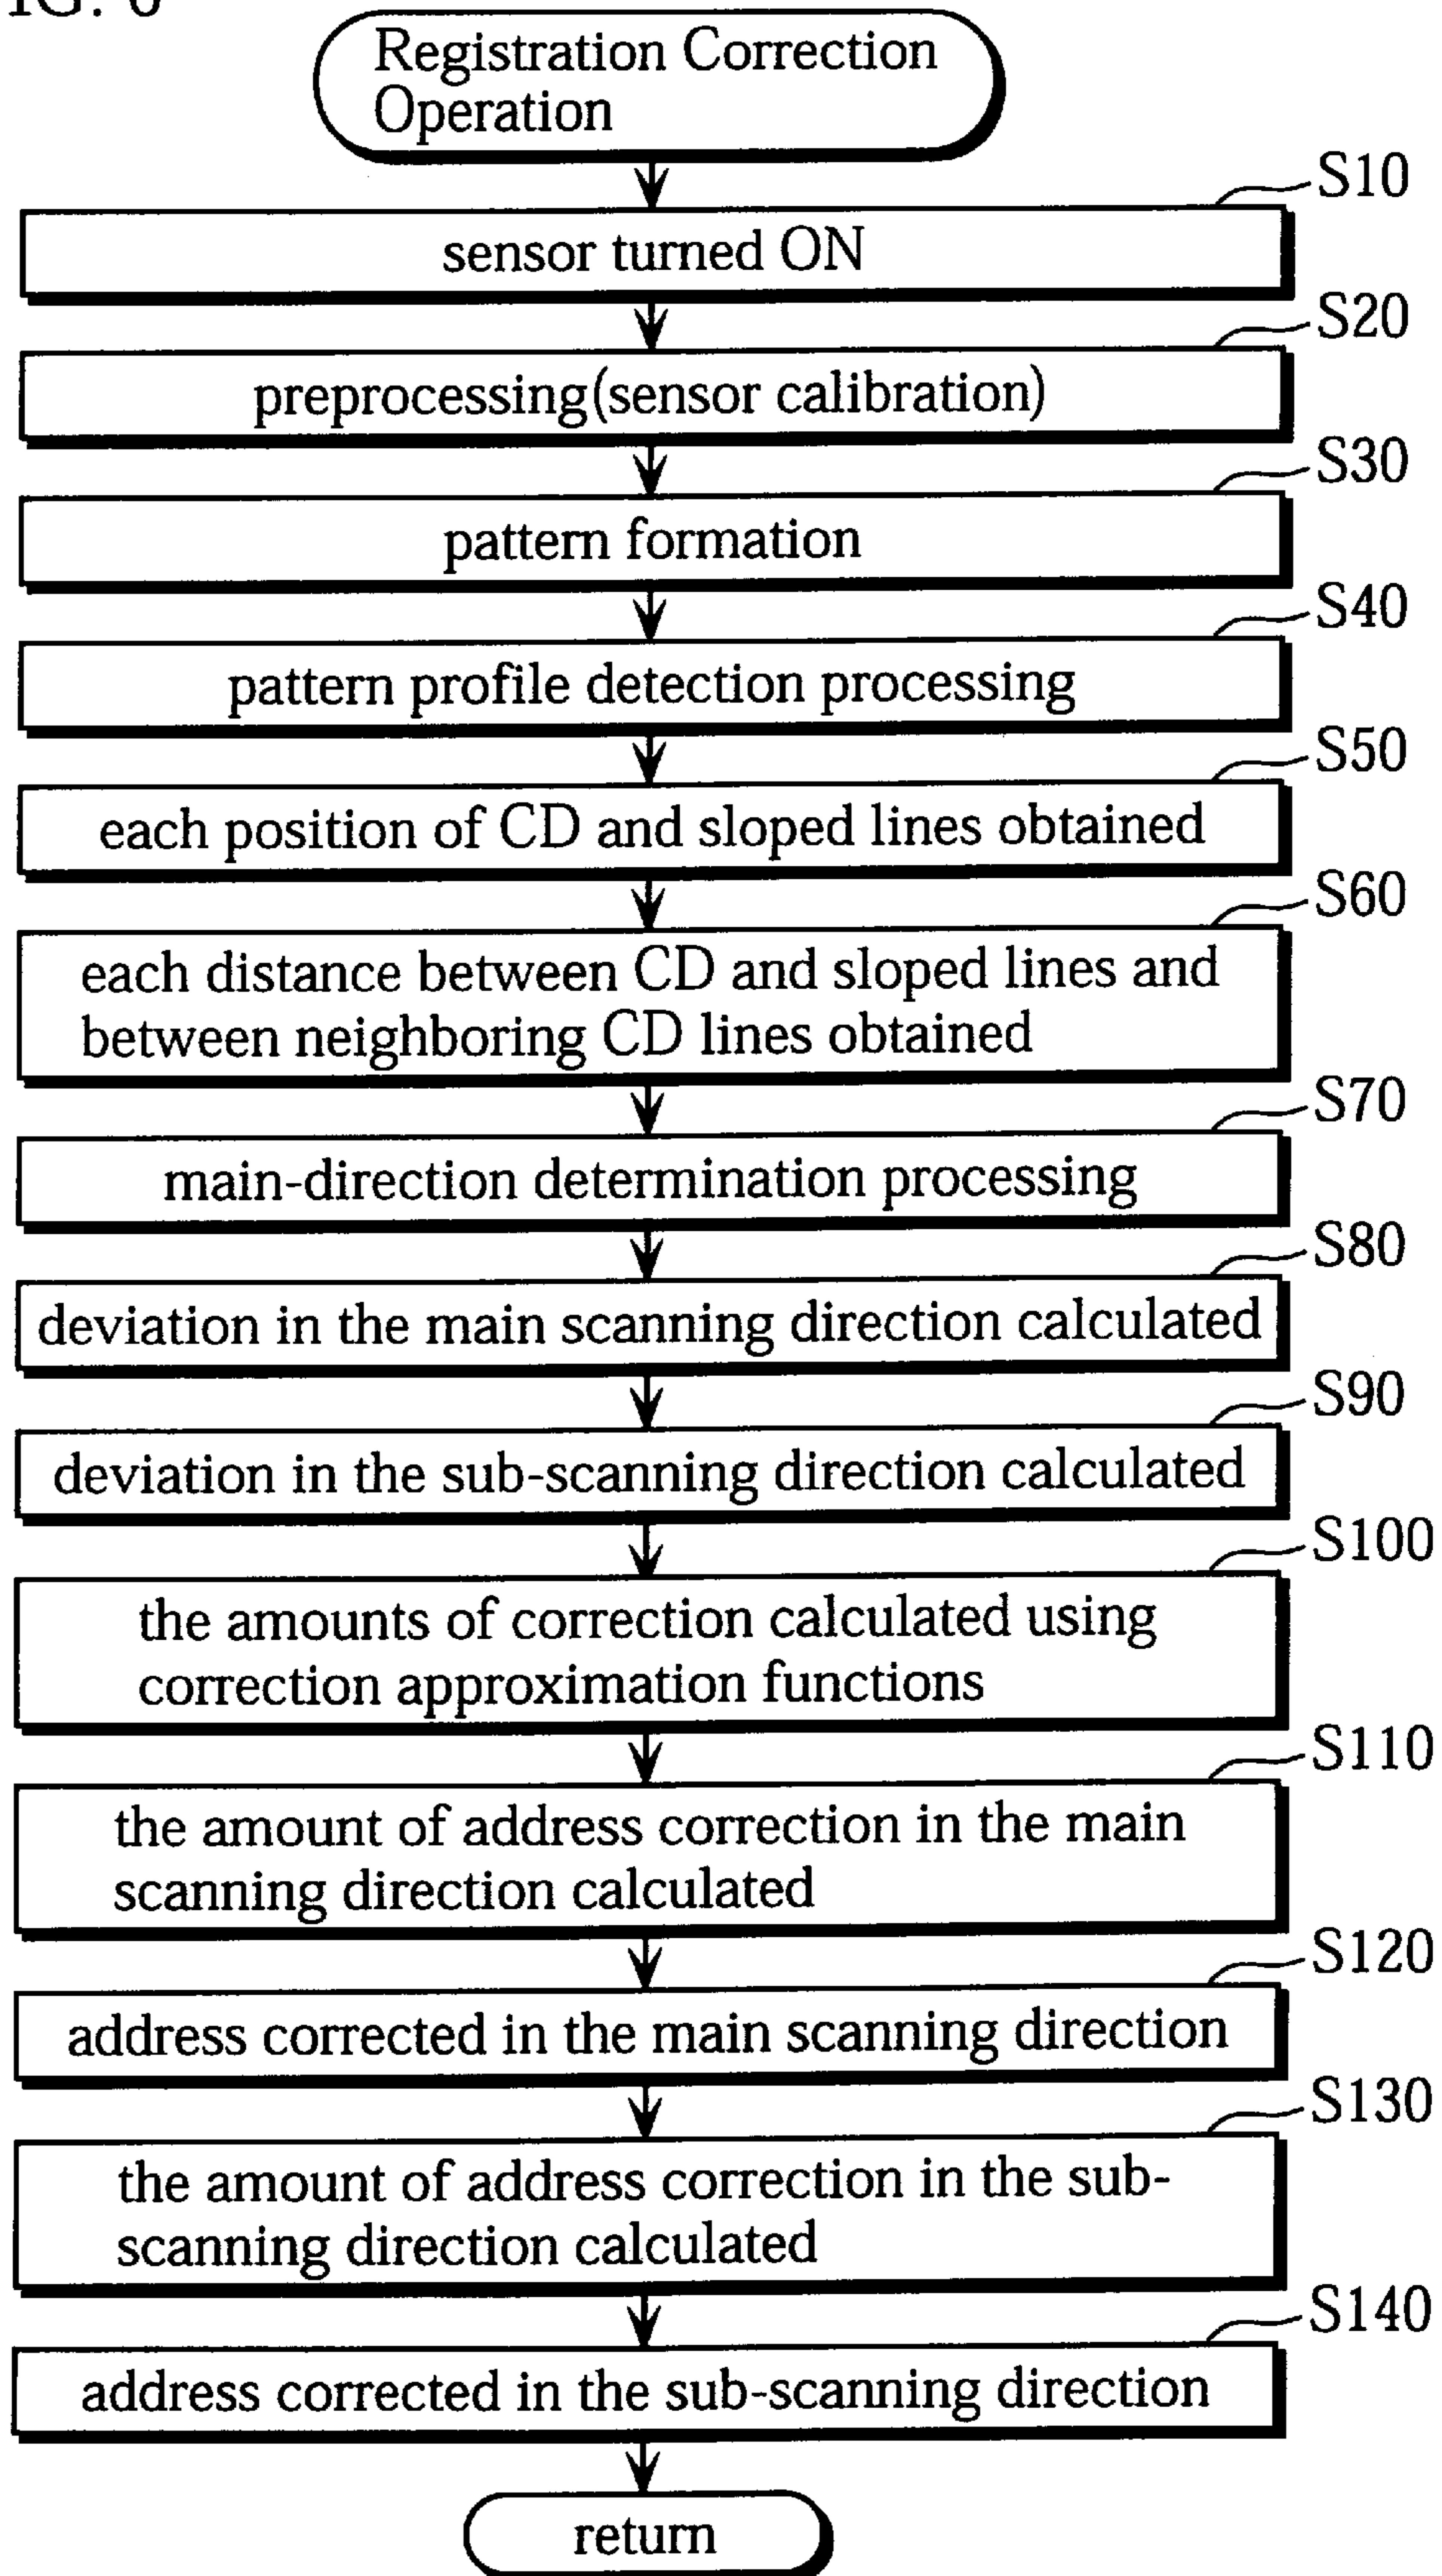 Registration Correction
Operation
S10
sensor turned ON
S20
preprocessing(sensor calibration)
S30
pattern formation
S40
pattern profile detection processing
S50
each position of CD and sloped lines obtained
S60
each distance between CD and sloped lines and
between neighboring CD lines obtained
S70
main-direction determination processing
S80
deviation in the main scanning direction calculated
S90
deviation in the sub-scanning direction calculated
S100
the amounts of correction calculated using
correction approximation functions
S110
the amount of address correction in the main
scanning direction calculated
S120
address corrected in the main scanning direction
S130
the amount of address correction in the sub-
scanning direction calculated
S140
address corrected in the sub-scanning direction
return